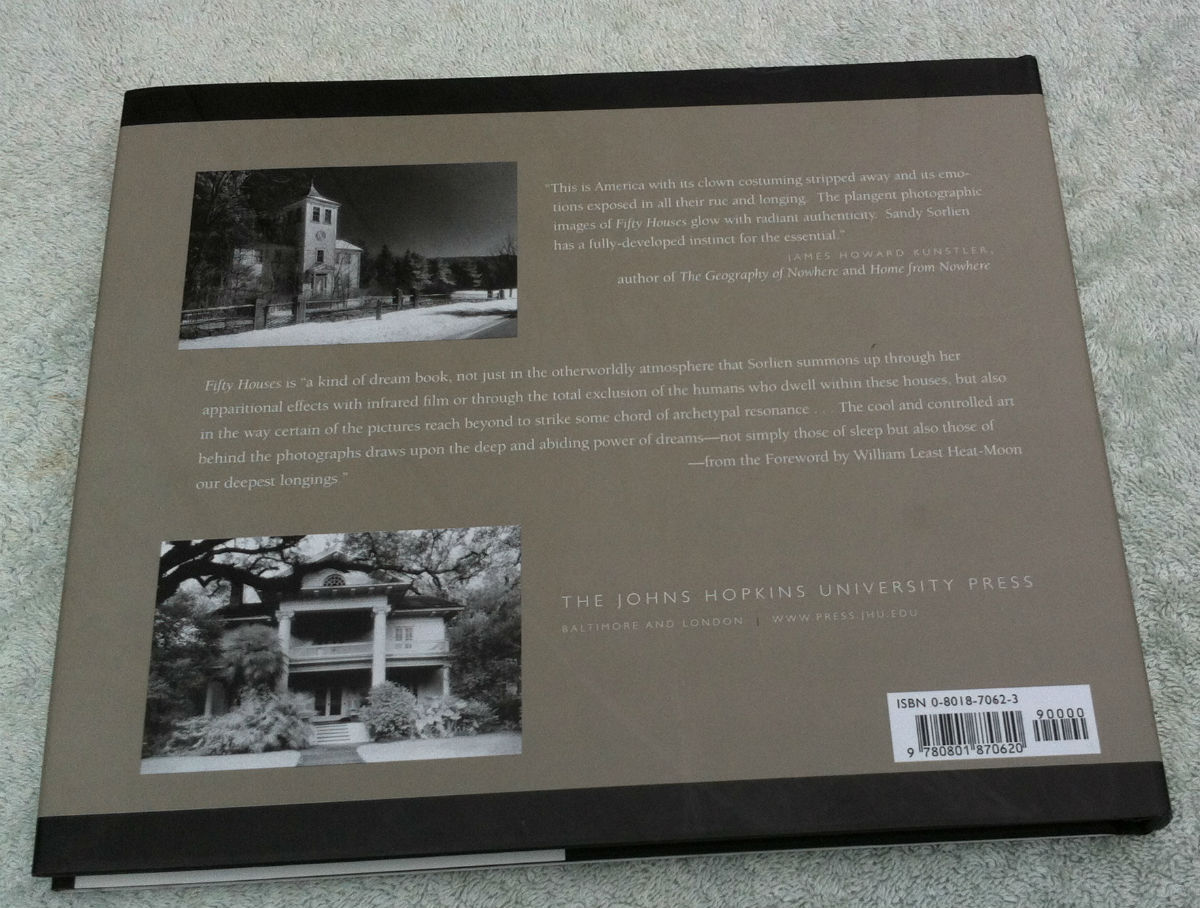 "This is America with its clown costuming stripped away and its emo-
tions exposed in all their rue and longing. The plangent photographic
images of Fifty Houses glow with radiant authenticity. Sandy Sorlien
has a fully-developed instinct for the essential."
JAMES HOWARD KUNSTLER,
author of The Geography of Nowhere and Home from Nowhere
Fifty Houses is "a kind of dream book, not just in the otherworldly atmosphere that Sorlien summons up through her
apparitional effects with infrared film or through the total exclusion of the humans who dwell within these houses, but also
in the way certain of the pictures reach beyond to strike some chord of archetypal resonance . . . The cool and controlled art
behind the photographs draws upon the deep and abiding power of dreams—not simply those of sleep but also those of
our deepest longings."
—from the Foreword by William Least Heat-Moon
THE JOHNS HOPKINS UNIVERSITY PRESS
BALTIMORE AND LONDON | WWW.PRESS.JHU.EDU
ISBN 0-8018-7062-3
90000
9 780801 870620